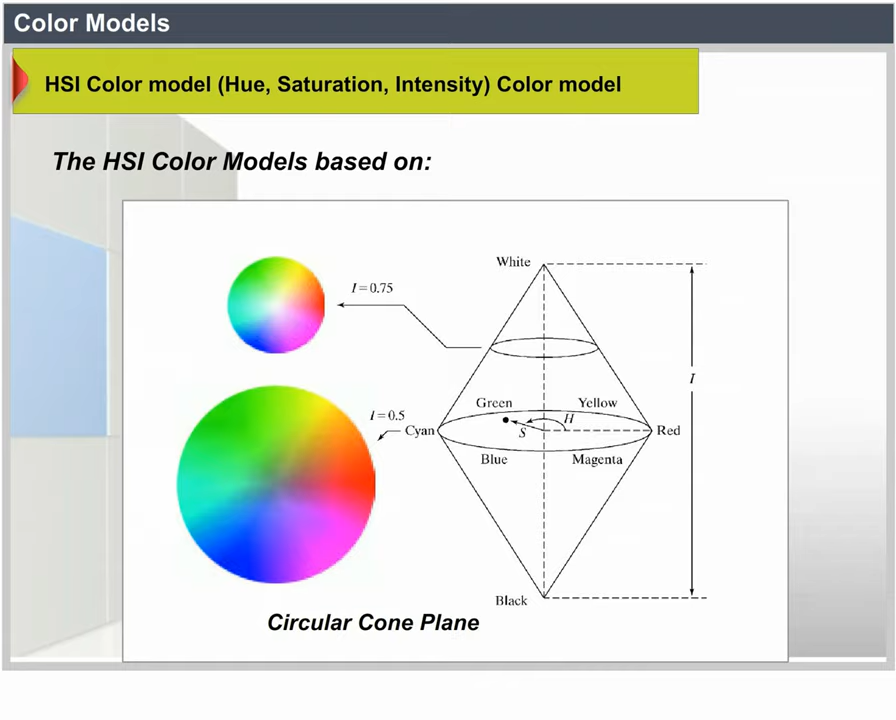 Color Models
HSI Color model (Hue, Saturation, Intensity) Color model
The HSI Color Models based on:
White
I = 0.75
I
Green
Yellow
I = 0.5
H
Cyan
S
Red
Blue
Magenta
Black
Circular Cone Plane